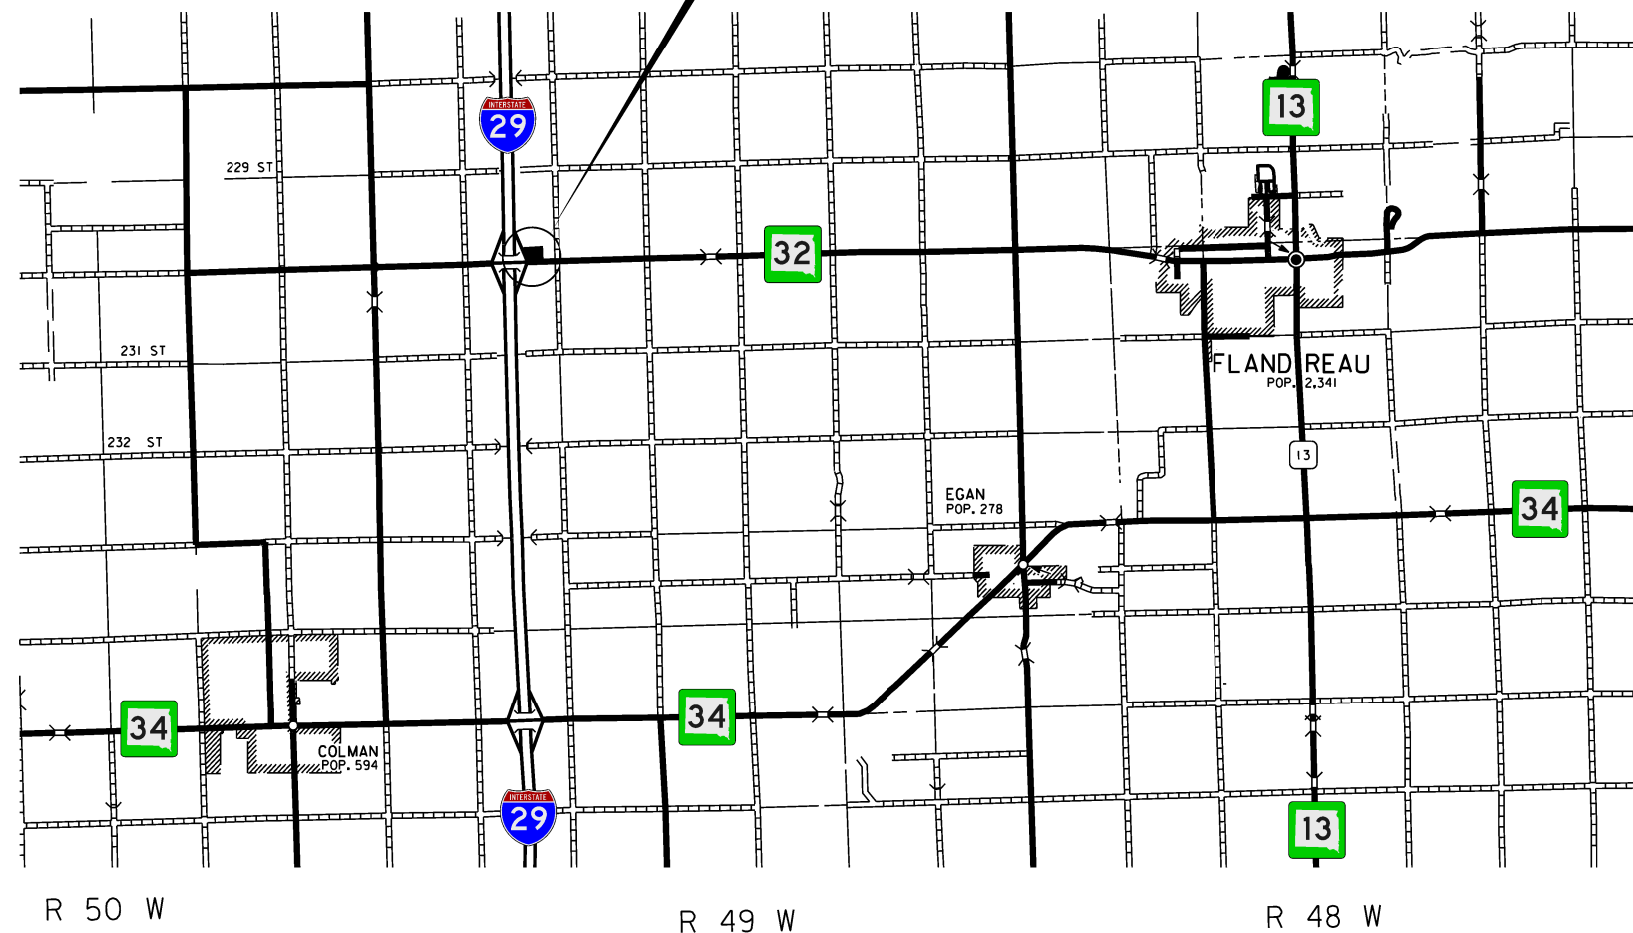 INTERSTATE
29
13
229 ST
32
231 ST
FLANDREAU
POP. 2,341
232 ST
13
EGAN
POP. 278
34
34
34
COLMAN
POP. 594
INTERSTATE
29
13
R 50 W
R 49 W
R 48 W